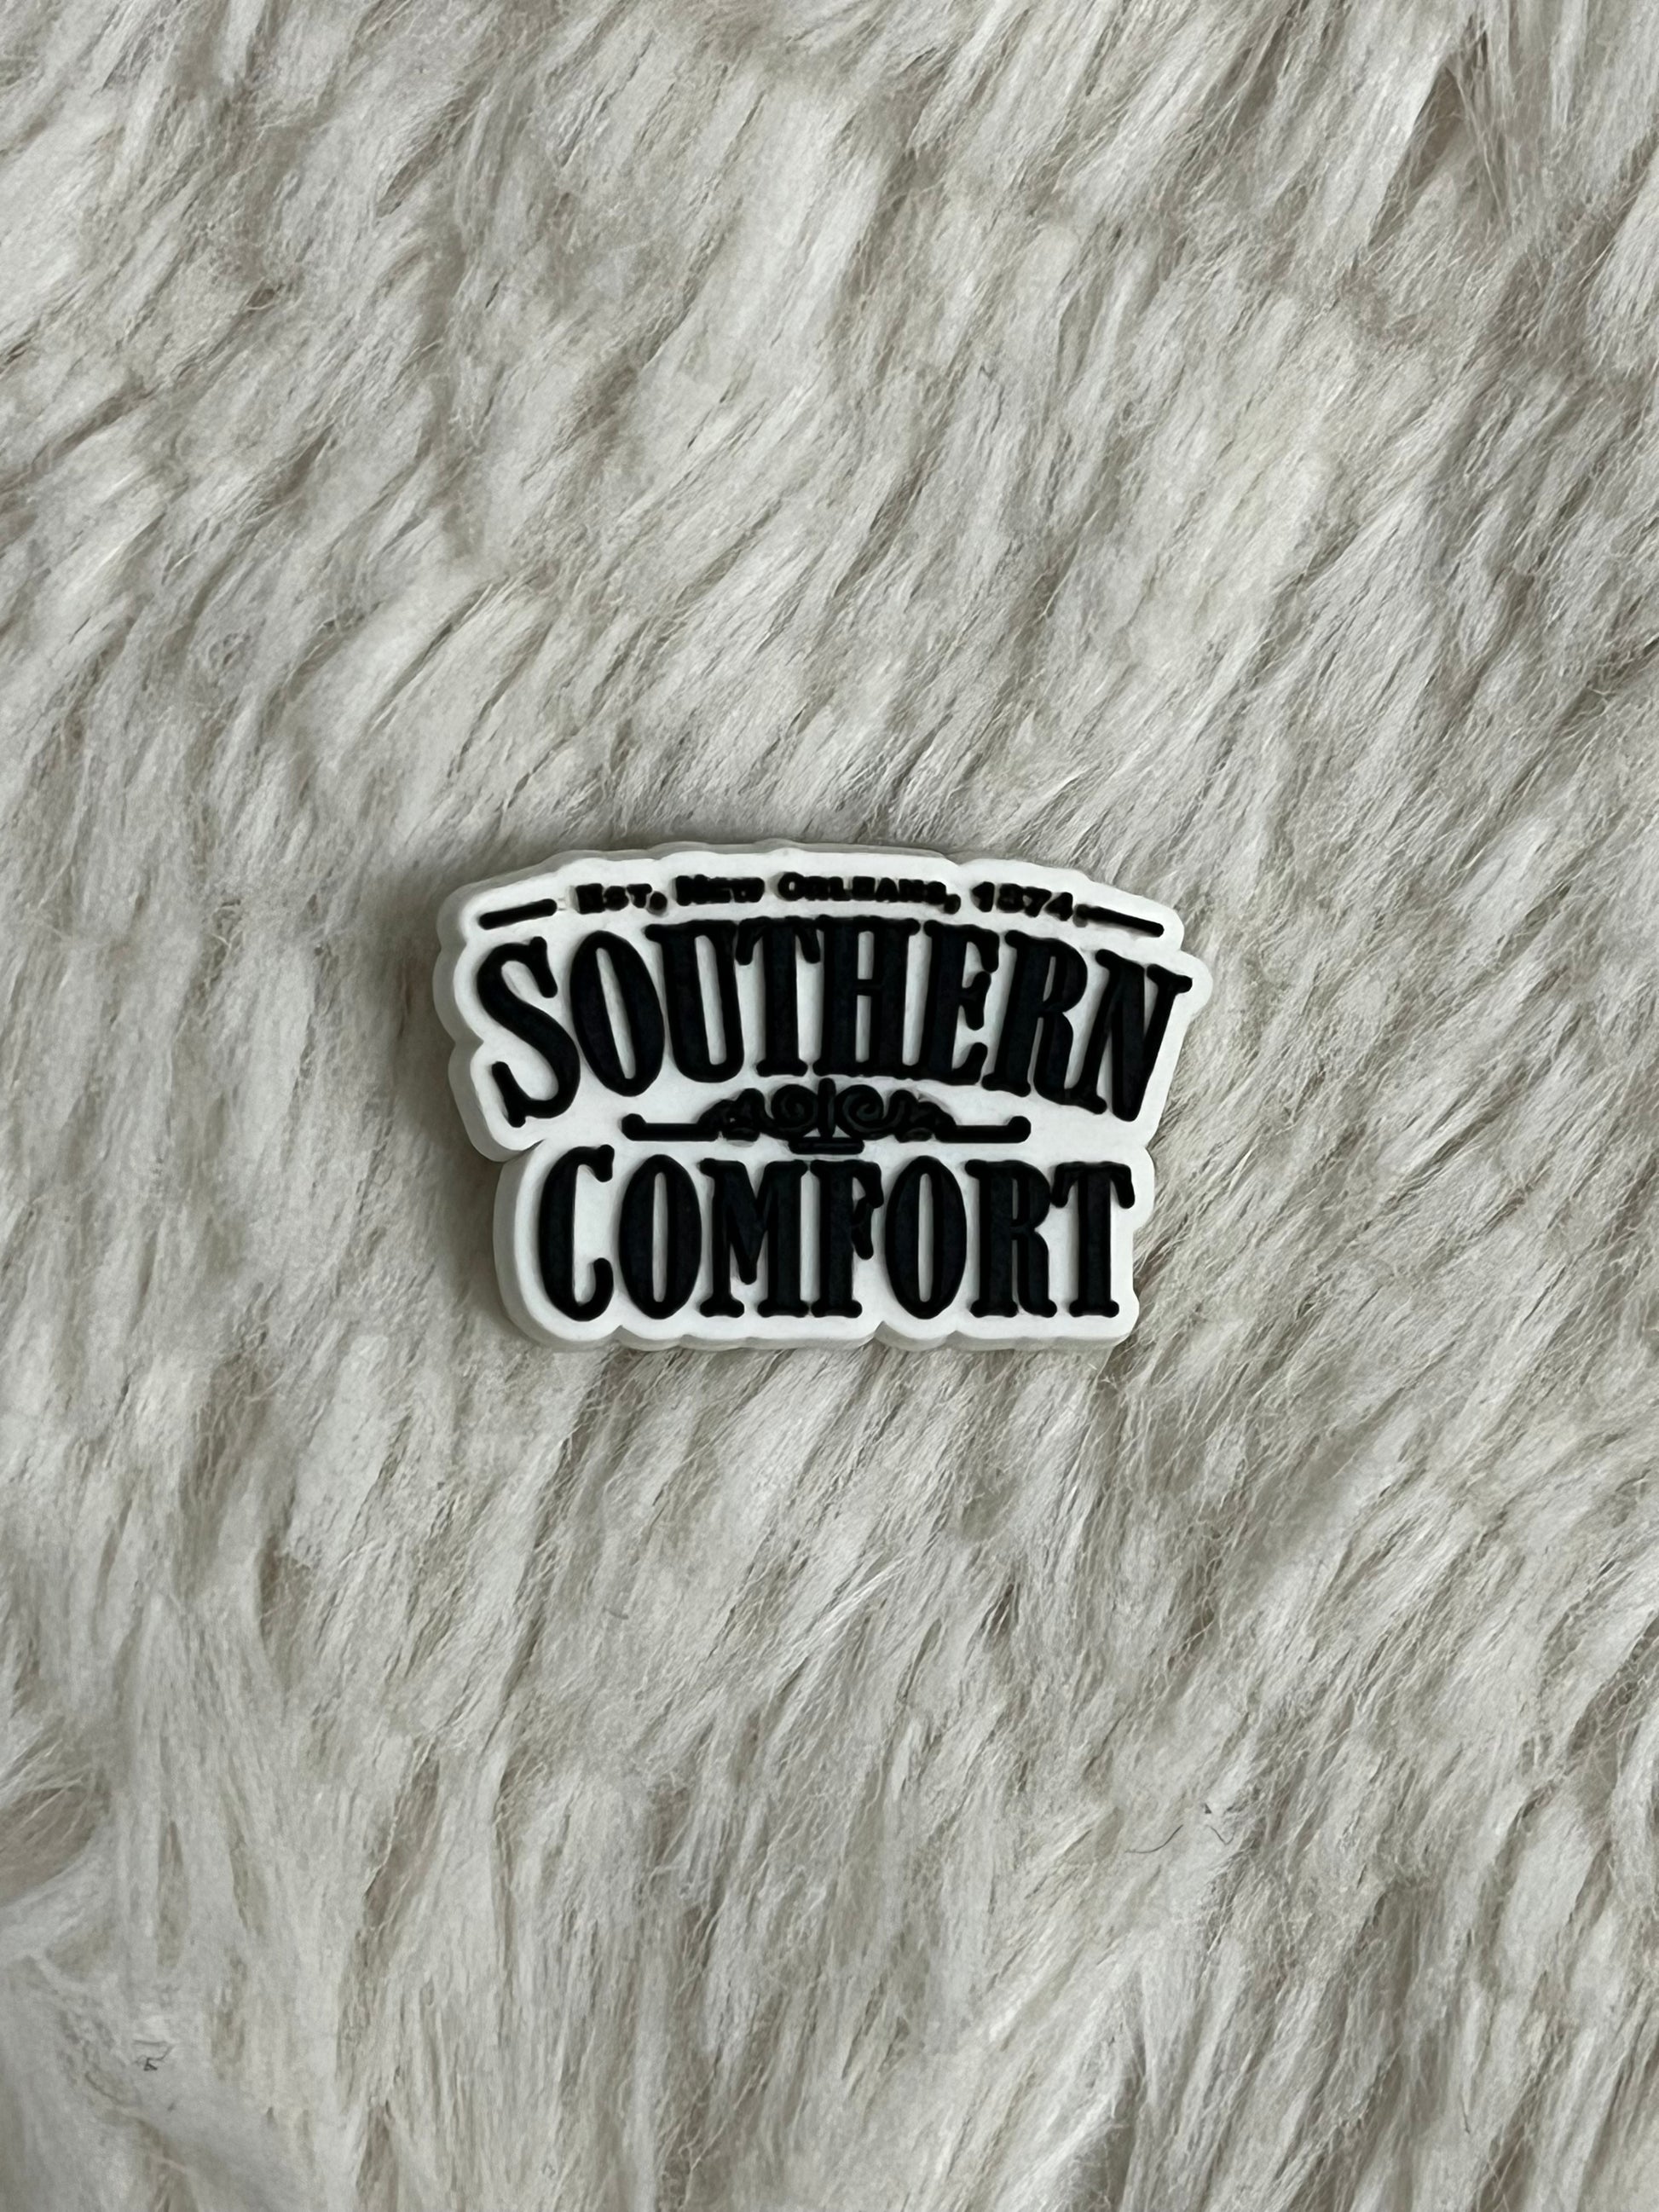 Est. New Orleans, 1874.
SOUTHERN
COMFORT